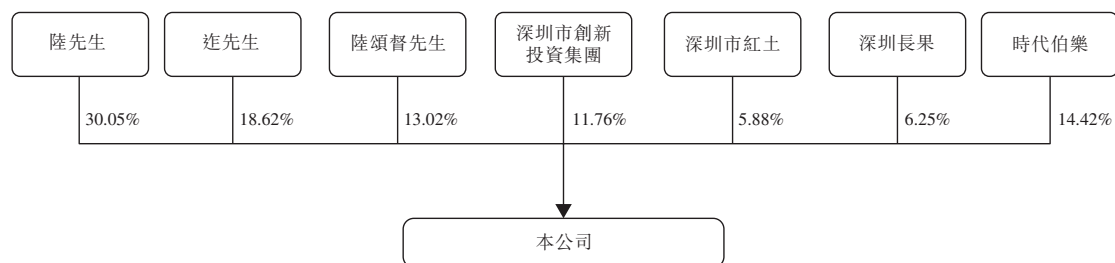 陸先生
迮先生
陸頌督先生
深圳市創新
投資集團
深圳市紅土
深圳長果
時代伯樂
30.05%
18.62%
13.02%
11.76%
5.88%
6.25%
14.42%
本公司